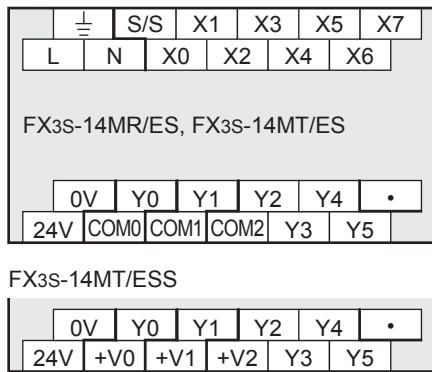 ⏚ S/S X1 X3 X5 X7
L N X0 X2 X4 X6
FX3S-14MR/ES, FX3S-14MT/ES
0V Y0 Y1 Y2 Y4 •
24V COM0 COM1 COM2 Y3 Y5
FX3S-14MT/ESS
0V Y0 Y1 Y2 Y4 •
24V +V0 +V1 +V2 Y3 Y5